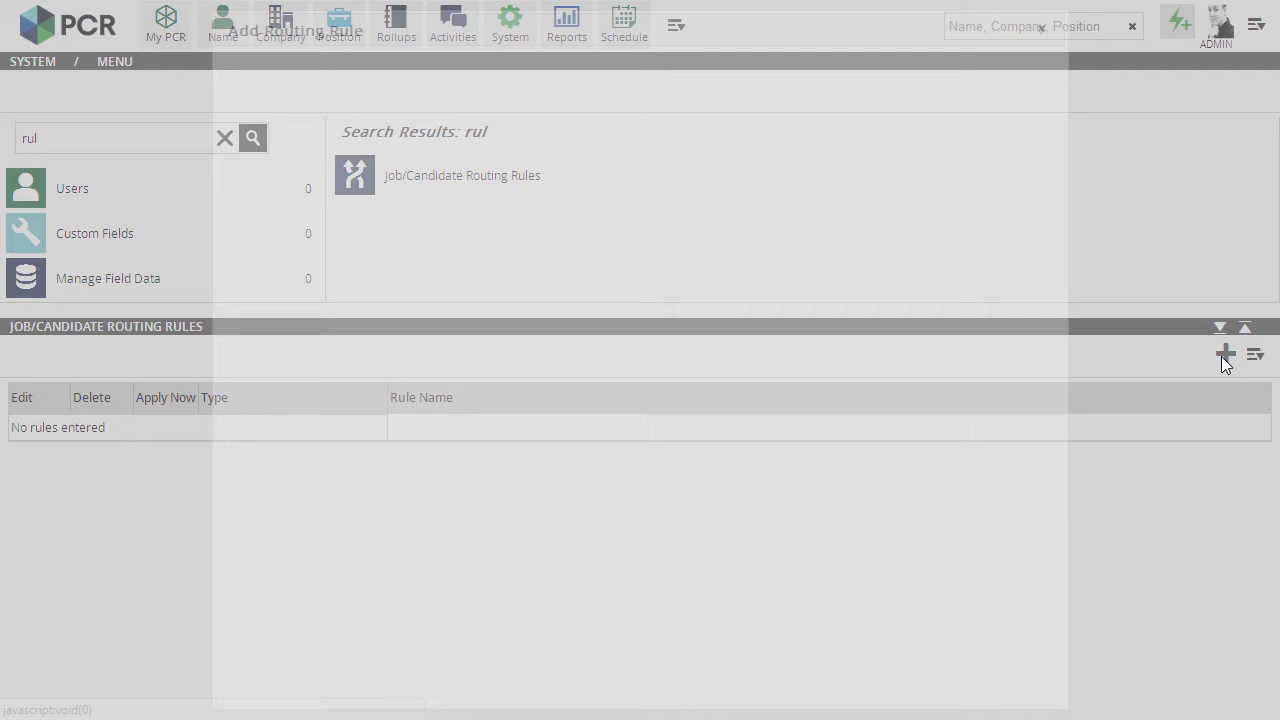 PCR
My PCR
Name
Company
Position
Rollups
Activities
System
Reports
Schedule
Name, Company, Position
ADMIN
Add Routing Rule
SYSTEM / MENU
rul
Search Results: rul
Users 0
Job/Candidate Routing Rules
Custom Fields 0
Manage Field Data 0
JOB/CANDIDATE ROUTING RULES
Edit Delete Apply Now Type Rule Name
No rules entered
javascript:void(0)